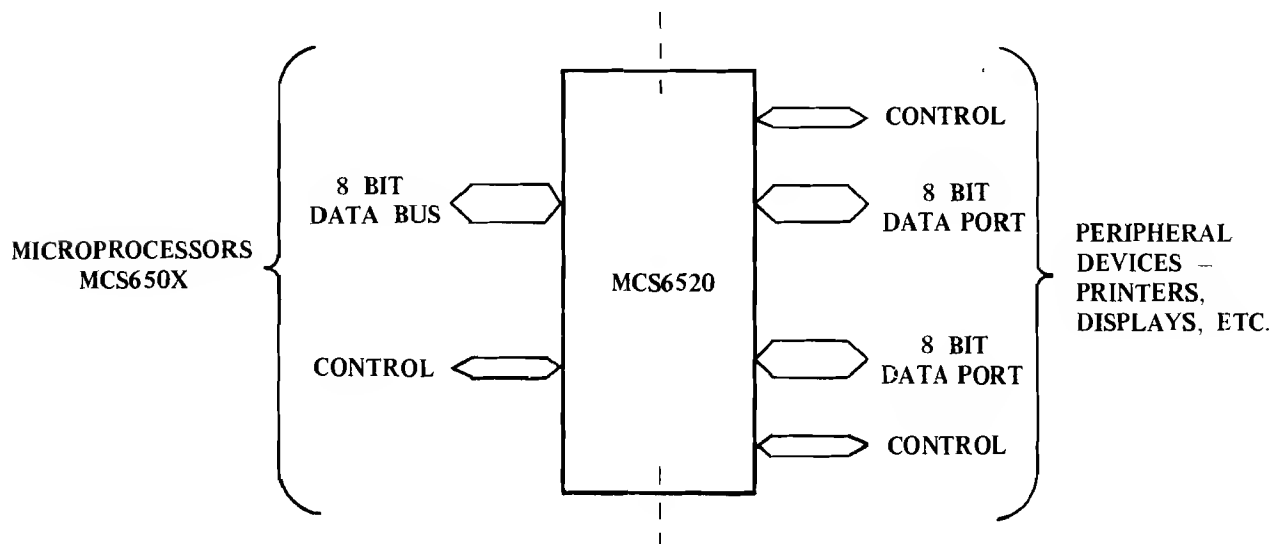 MICROPROCESSORS
MCS650X
8 BIT
DATA BUS
CONTROL
MCS6520
CONTROL
8 BIT
DATA PORT
8 BIT
DATA PORT
CONTROL
PERIPHERAL
DEVICES –
PRINTERS,
DISPLAYS, ETC.